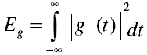 E_g = ∫_{-∞}^{∞} |g (t)|^2 dt